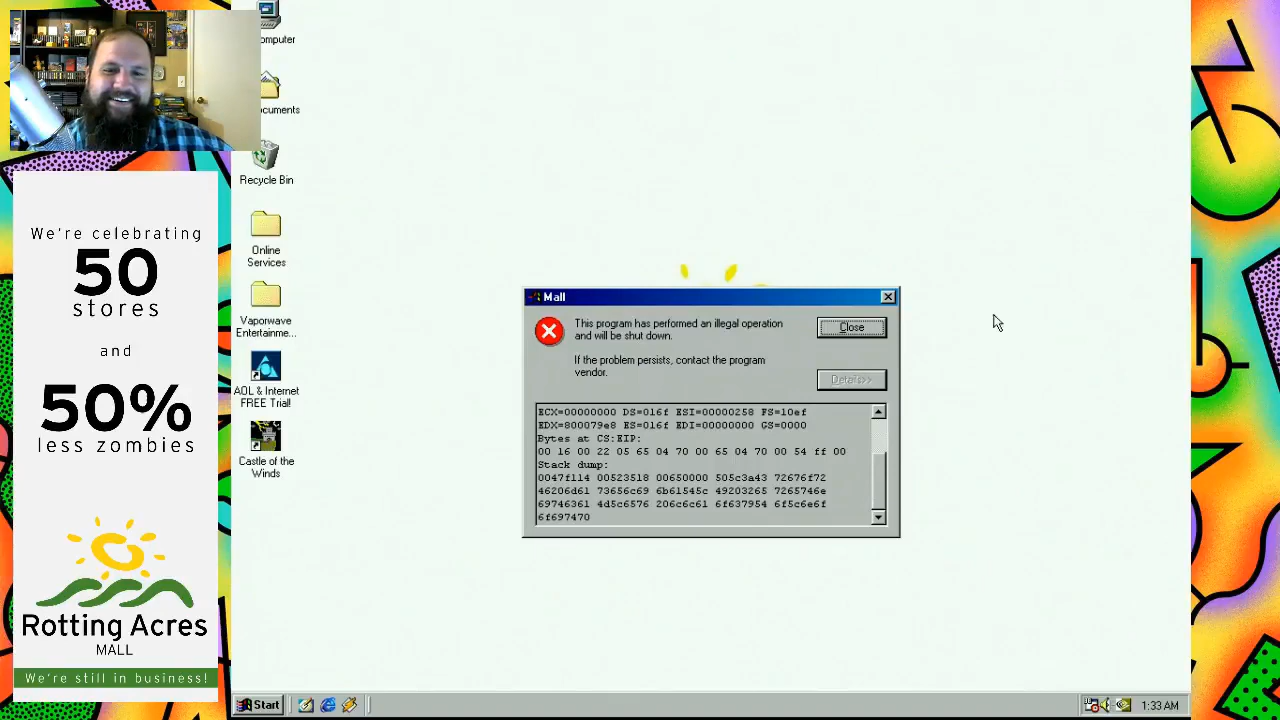 We're celebrating
50
stores
and
50%
less zombies
Rotting Acres
MALL
We're still in business!
omputer
ocuments
Recycle Bin
Online
Services
Vaporwave
Entertainme...
AOL & Internet
FREE Trial!
Castle of the
Winds
Mall
This program has performed an illegal operation
and will be shut down.
If the problem persists, contact the program
vendor.
Close
Details>>
ECX=00000000 DS=016f ESI=00000258 FS=10ef
EDX=800079e8 ES=016f EDI=00000000 GS=0000
Bytes at CS:EIP:
00 16 00 22 05 65 04 70 00 65 04 70 00 54 ff 00
Stack dump:
0047f114 00523518 00650000 505c3a43 72676f72
46206d61 73656c69 6b61545c 49203265 7265746e
69746361 4d5c6576 206c6c61 6f637954 6f5c6e6f
6f697470
Start
1:33 AM